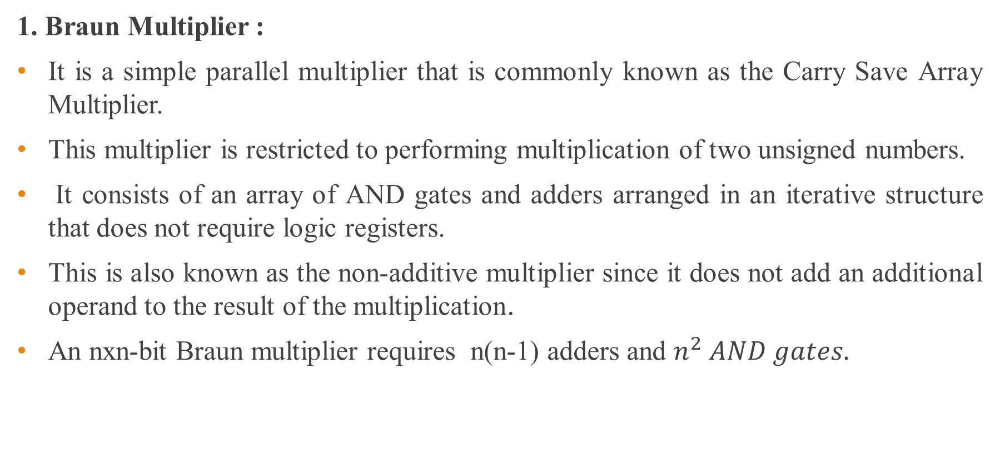 1. Braun Multiplier :
• It is a simple parallel multiplier that is commonly known as the Carry Save Array
Multiplier.
• This multiplier is restricted to performing multiplication of two unsigned numbers.
• It consists of an array of AND gates and adders arranged in an iterative structure
that does not require logic registers.
• This is also known as the non-additive multiplier since it does not add an additional
operand to the result of the multiplication.
• An nxn-bit Braun multiplier requires n(n-1) adders and n² AND gates.